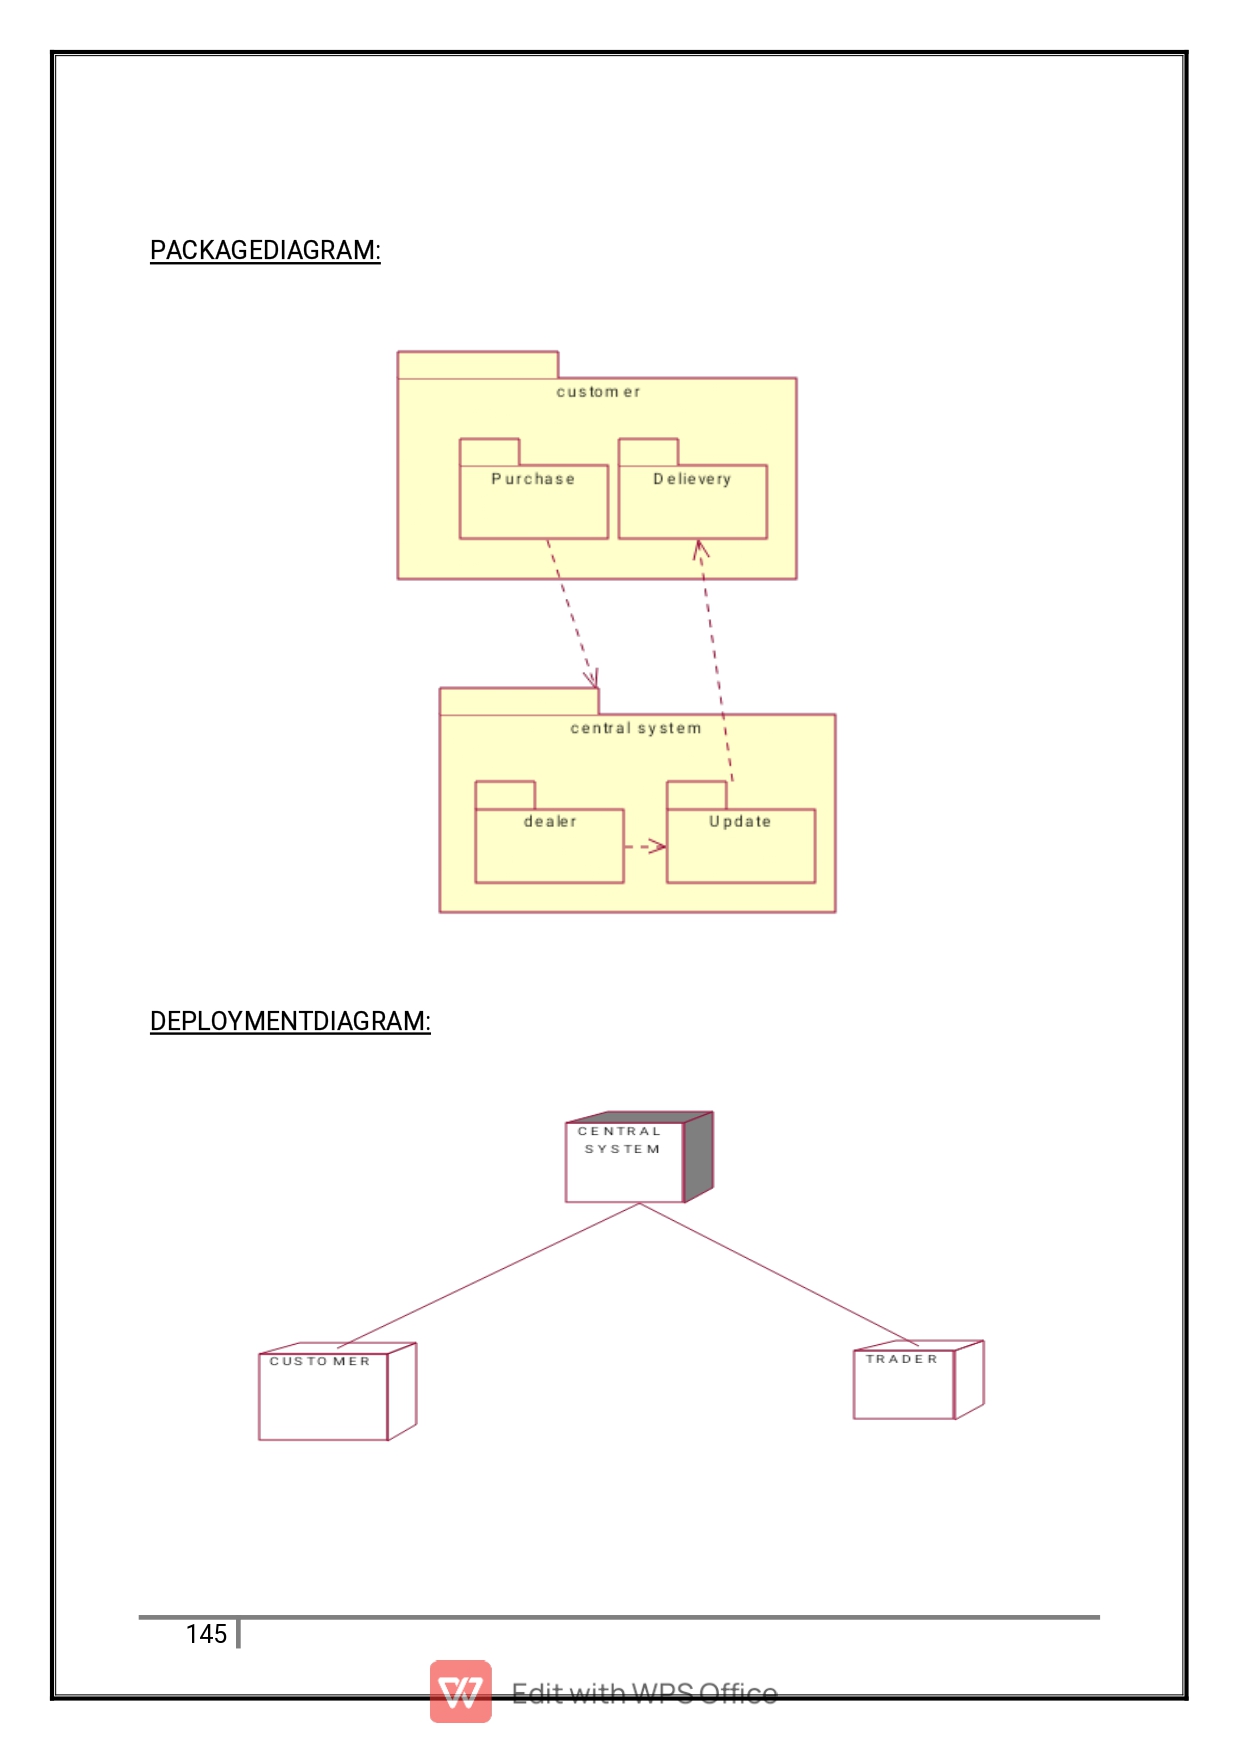 PACKAGEDIAGRAM:
customer
Purchase
Delievery
central system
dealer
Update
DEPLOYMENTDIAGRAM:
CENTRAL
SYSTEM
CUSTOMER
TRADER
145
Edit with WPS Office